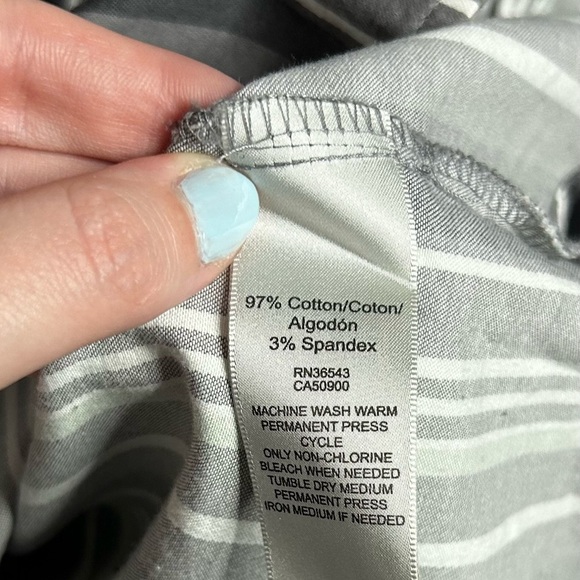 97% Cotton/Coton/
Algodón
3% Spandex
RN36543
CA50900
MACHINE WASH WARM
PERMANENT PRESS
CYCLE
ONLY NON-CHLORINE
BLEACH WHEN NEEDED
TUMBLE DRY MEDIUM
PERMANENT PRESS
IRON MEDIUM IF NEEDED